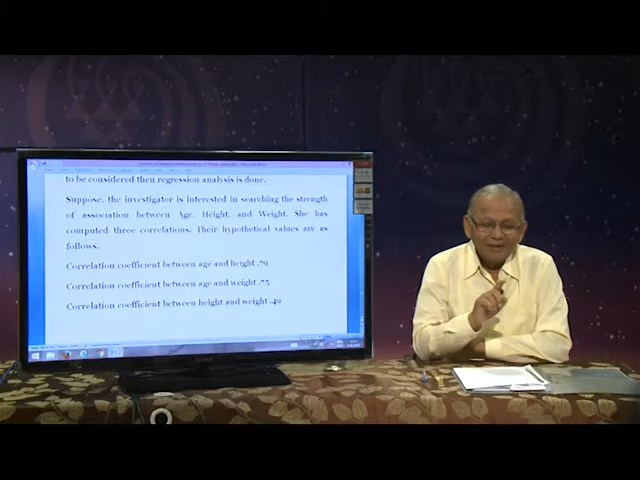 to be considered then regression analysis is done.
Suppose, the investigator is interested in searching the strength
of association between Age, Height, and Weight. She has
computed three correlations. Their hypothetical values are as
follows.
Correlation coefficient between age and height .79
Correlation coefficient between age and weight .75
Correlation coefficient between height and weight .49